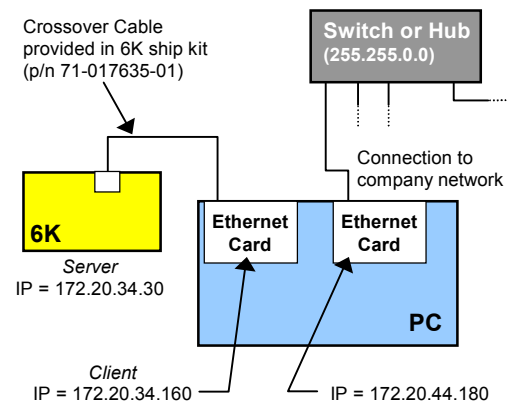 Crossover Cable
provided in 6K ship kit
(p/n 71-017635-01)
Switch or Hub
(255.255.0.0)
Connection to
company network
Ethernet
Card
Ethernet
Card
6K
Server
IP = 172.20.34.30
PC
Client
IP = 172.20.34.160
IP = 172.20.44.180